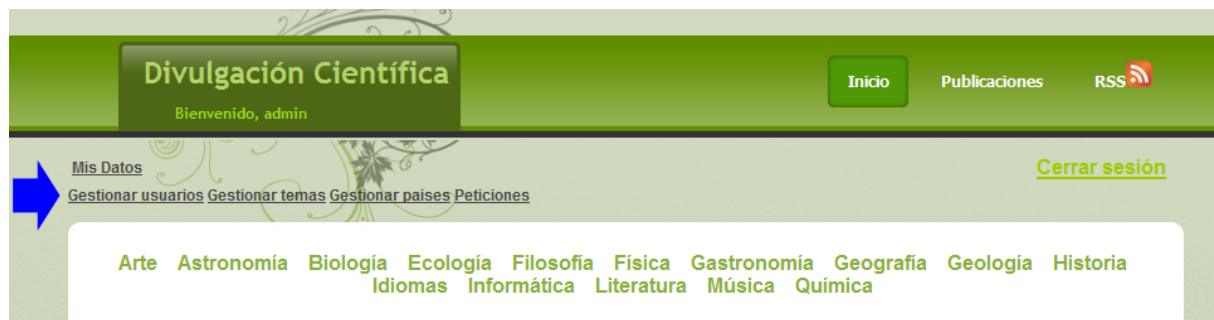 Divulgación Científica
Bienvenido, admin
Inicio Publicaciones RSS
Mis Datos
Cerrar sesión
Gestionar usuarios Gestionar temas Gestionar paises Peticiones
Arte Astronomía Biología Ecología Filosofía Física Gastronomía Geografía Geología Historia
Idiomas Informática Literatura Música Química